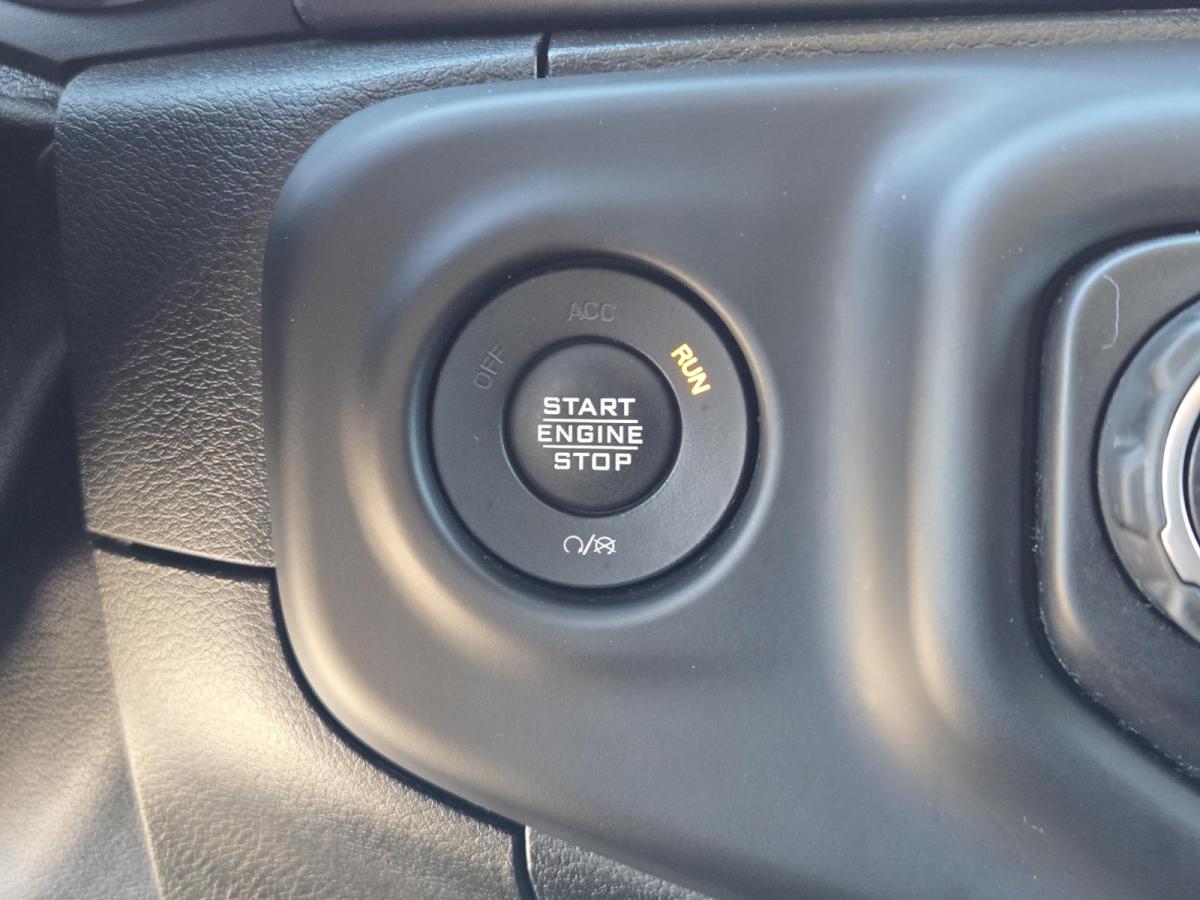 ACC
OFF
RUN
START
ENGINE
STOP